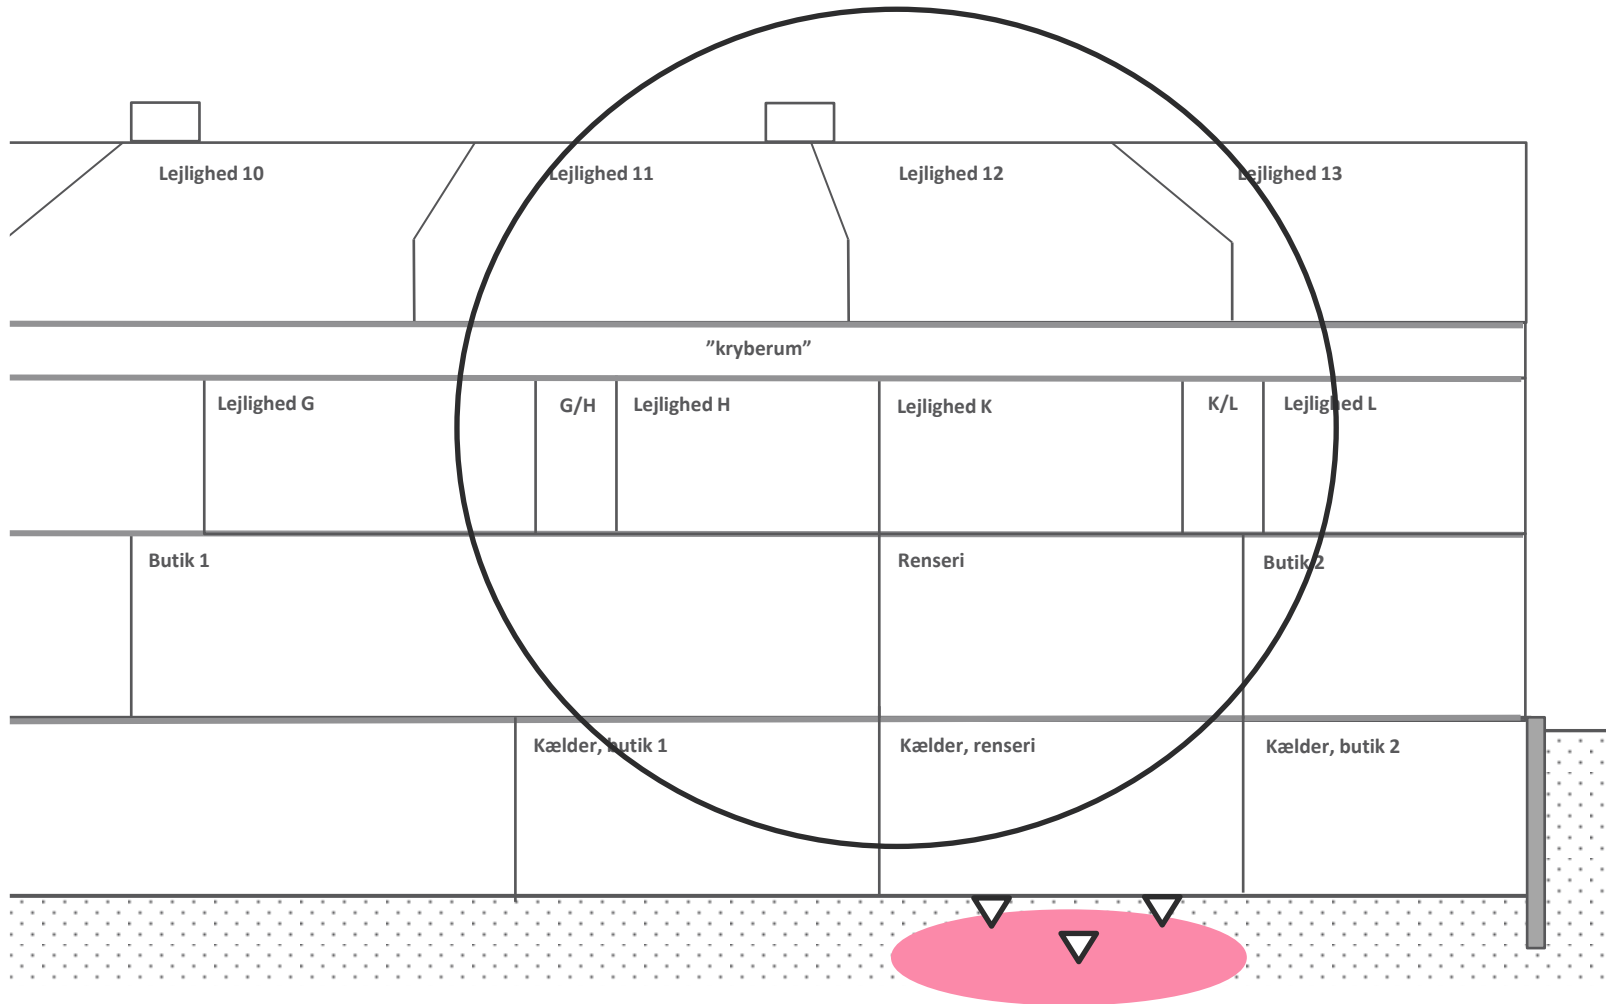 Lejlighed 10
Lejlighed 11
Lejlighed 12
Lejlighed 13
”kryberum”
Lejlighed G
G/H
Lejlighed H
Lejlighed K
K/L
Lejlighed L
Butik 1
Renseri
Butik 2
Kælder, butik 1
Kælder, renseri
Kælder, butik 2